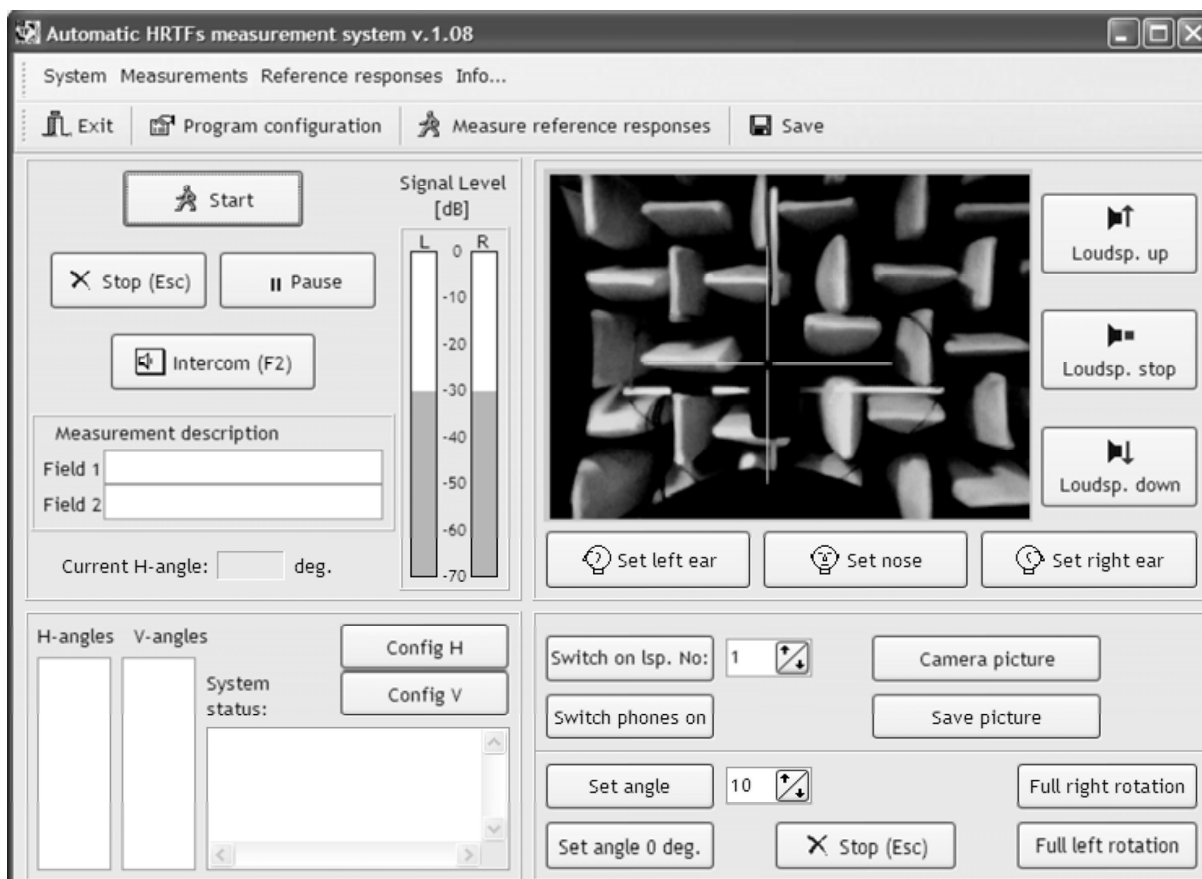 Automatic HRTFs measurement system v.1.08
System Measurements Reference responses Info...
Exit Program configuration Measure reference responses Save
Start
Stop (Esc) Pause
Intercom (F2)
Measurement description
Field 1
Field 2
Current H-angle: deg.
Signal Level
[dB]
L R
0
-10
-20
-30
-40
-50
-60
-70
Loudsp. up
Loudsp. stop
Loudsp. down
Set left ear Set nose Set right ear
H-angles V-angles
Config H
Config V
System
status:
Switch on lsp. No: 1 Camera picture
Switch phones on Save picture
Set angle 10 Full right rotation
Set angle 0 deg. Stop (Esc) Full left rotation